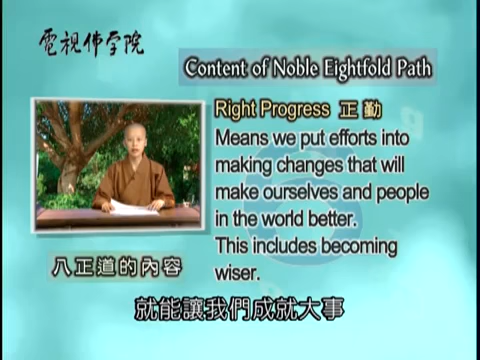 電視佛学院
Content of Noble Eightfold Path
Right Progress 正勤
Means we put efforts into
making changes that will
make ourselves and people
in the world better.
This includes becoming
wiser.
八正道的內容
就能讓我們成就大事